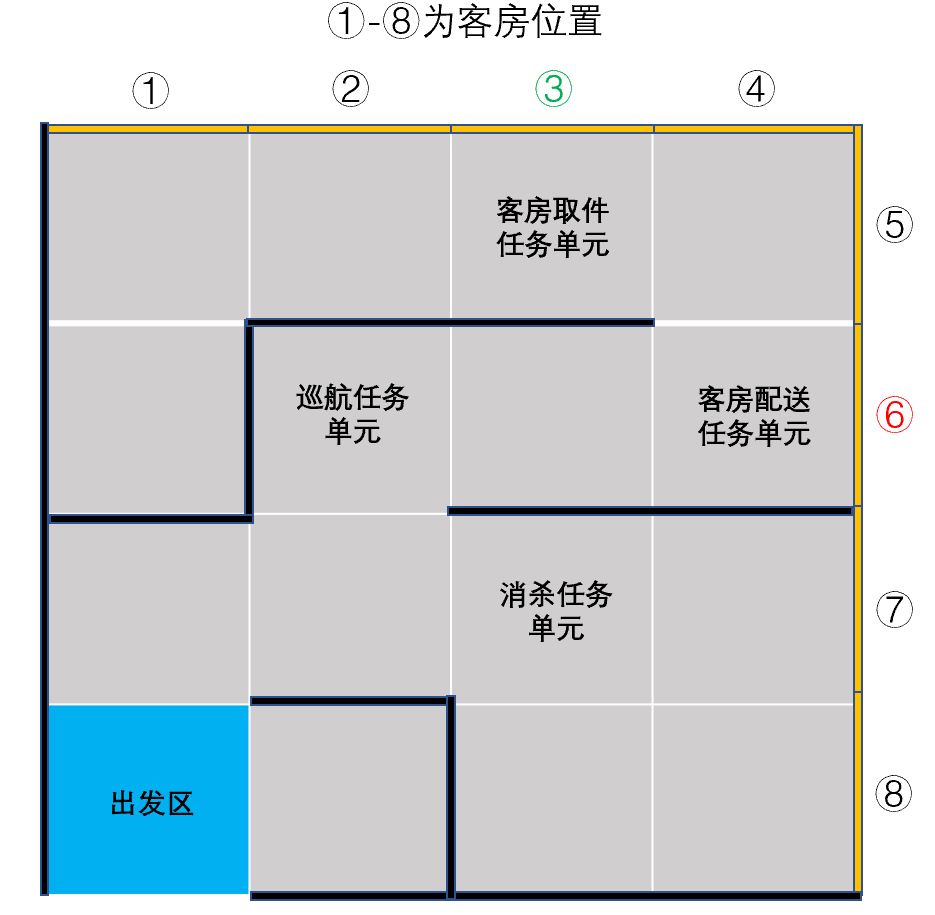 ①-⑧为客房位置
① ② ③ ④
客房取件
任务单元
⑤
巡航任务
单元
客房配送
任务单元
⑥
消杀任务
单元
⑦
出发区
⑧